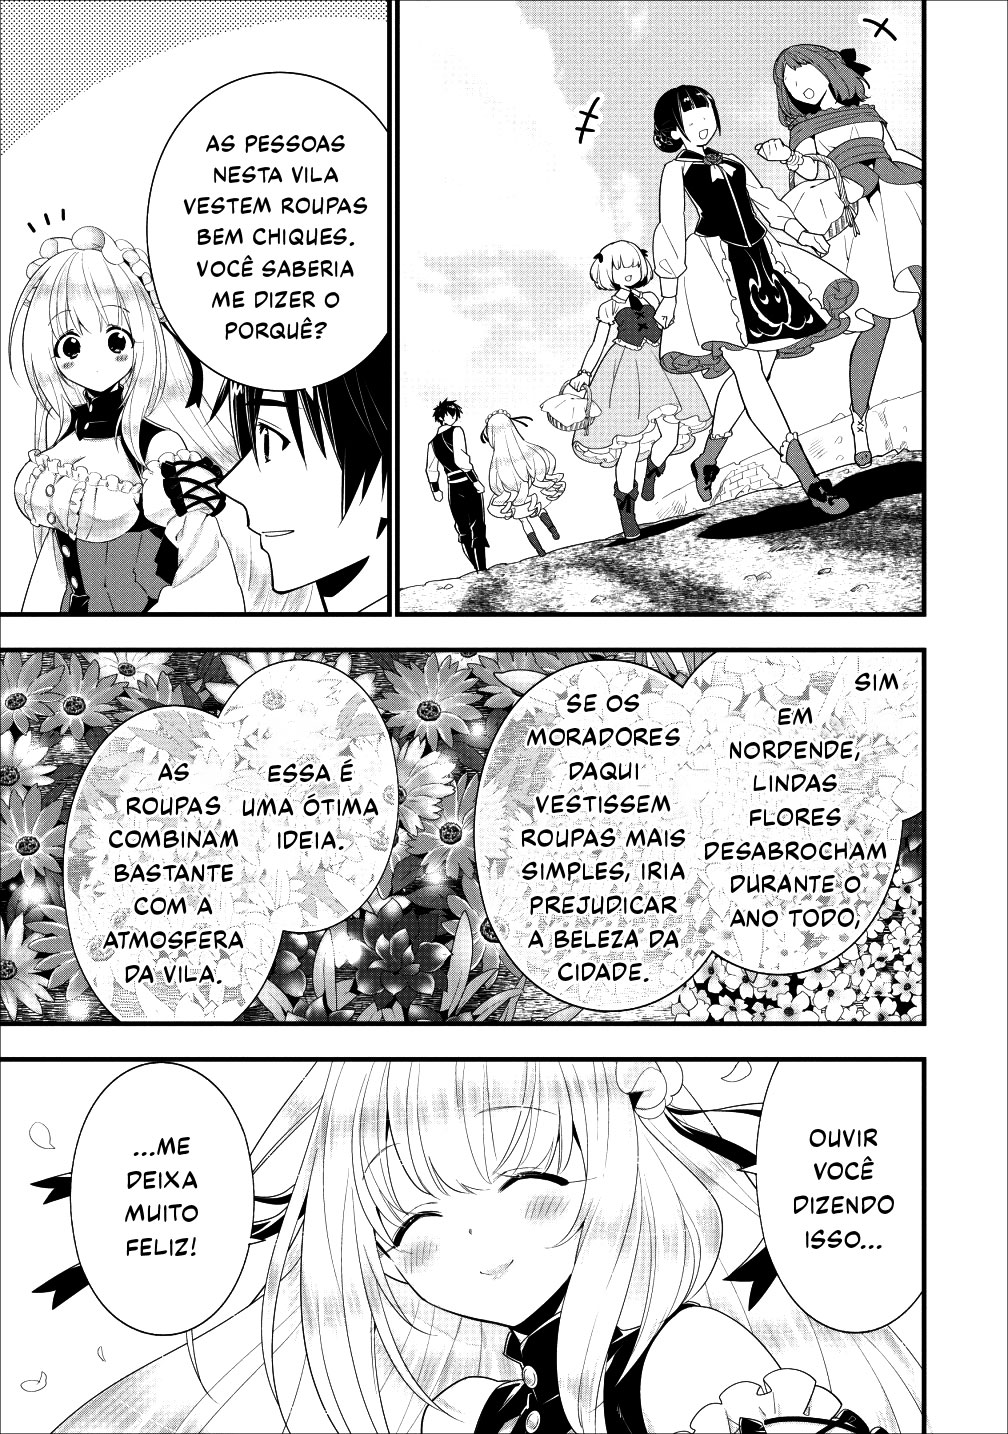 AS PESSOAS
NESTA VILA
VESTEM ROUPAS
BEM CHIQUES.
VOCÊ SABERIA
ME DIZER O
PORQUÊ?
SIM
EM
NORDENDE,
LINDAS
FLORES
DESABROCHAM
DURANTE O
ANO TODO,
SE OS
MORADORES
DAQUI
VESTISSEM
ROUPAS MAIS
SIMPLES, IRIA
PREJUDICAR
A BELEZA DA
CIDADE.
ESSA É
UMA ÓTIMA
IDEIA.
AS
ROUPAS
COMBINAM
BASTANTE
COM A
ATMOSFERA
DA VILA.
OUVIR
VOCÊ
DIZENDO
ISSO...
...ME
DEIXA
MUITO
FELIZ!